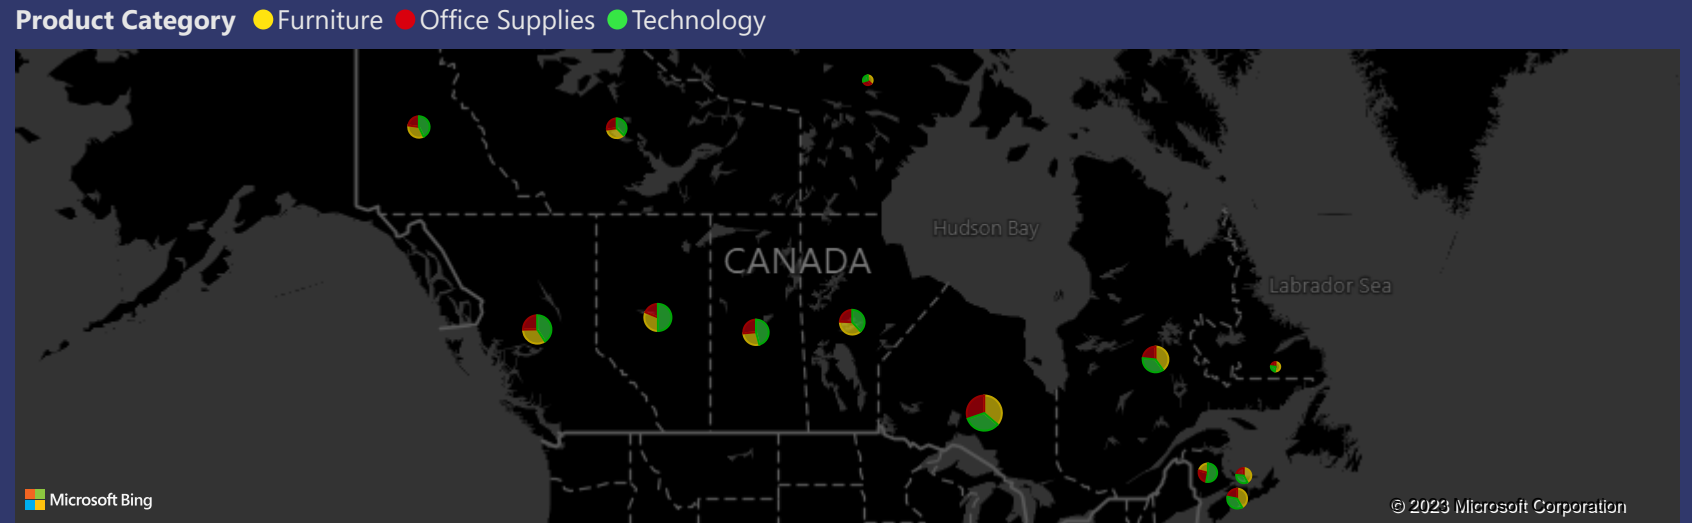 Product Category Furniture Office Supplies Technology
Hudson Bay
CANADA
Labrador Sea
Microsoft Bing
© 2023 Microsoft Corporation